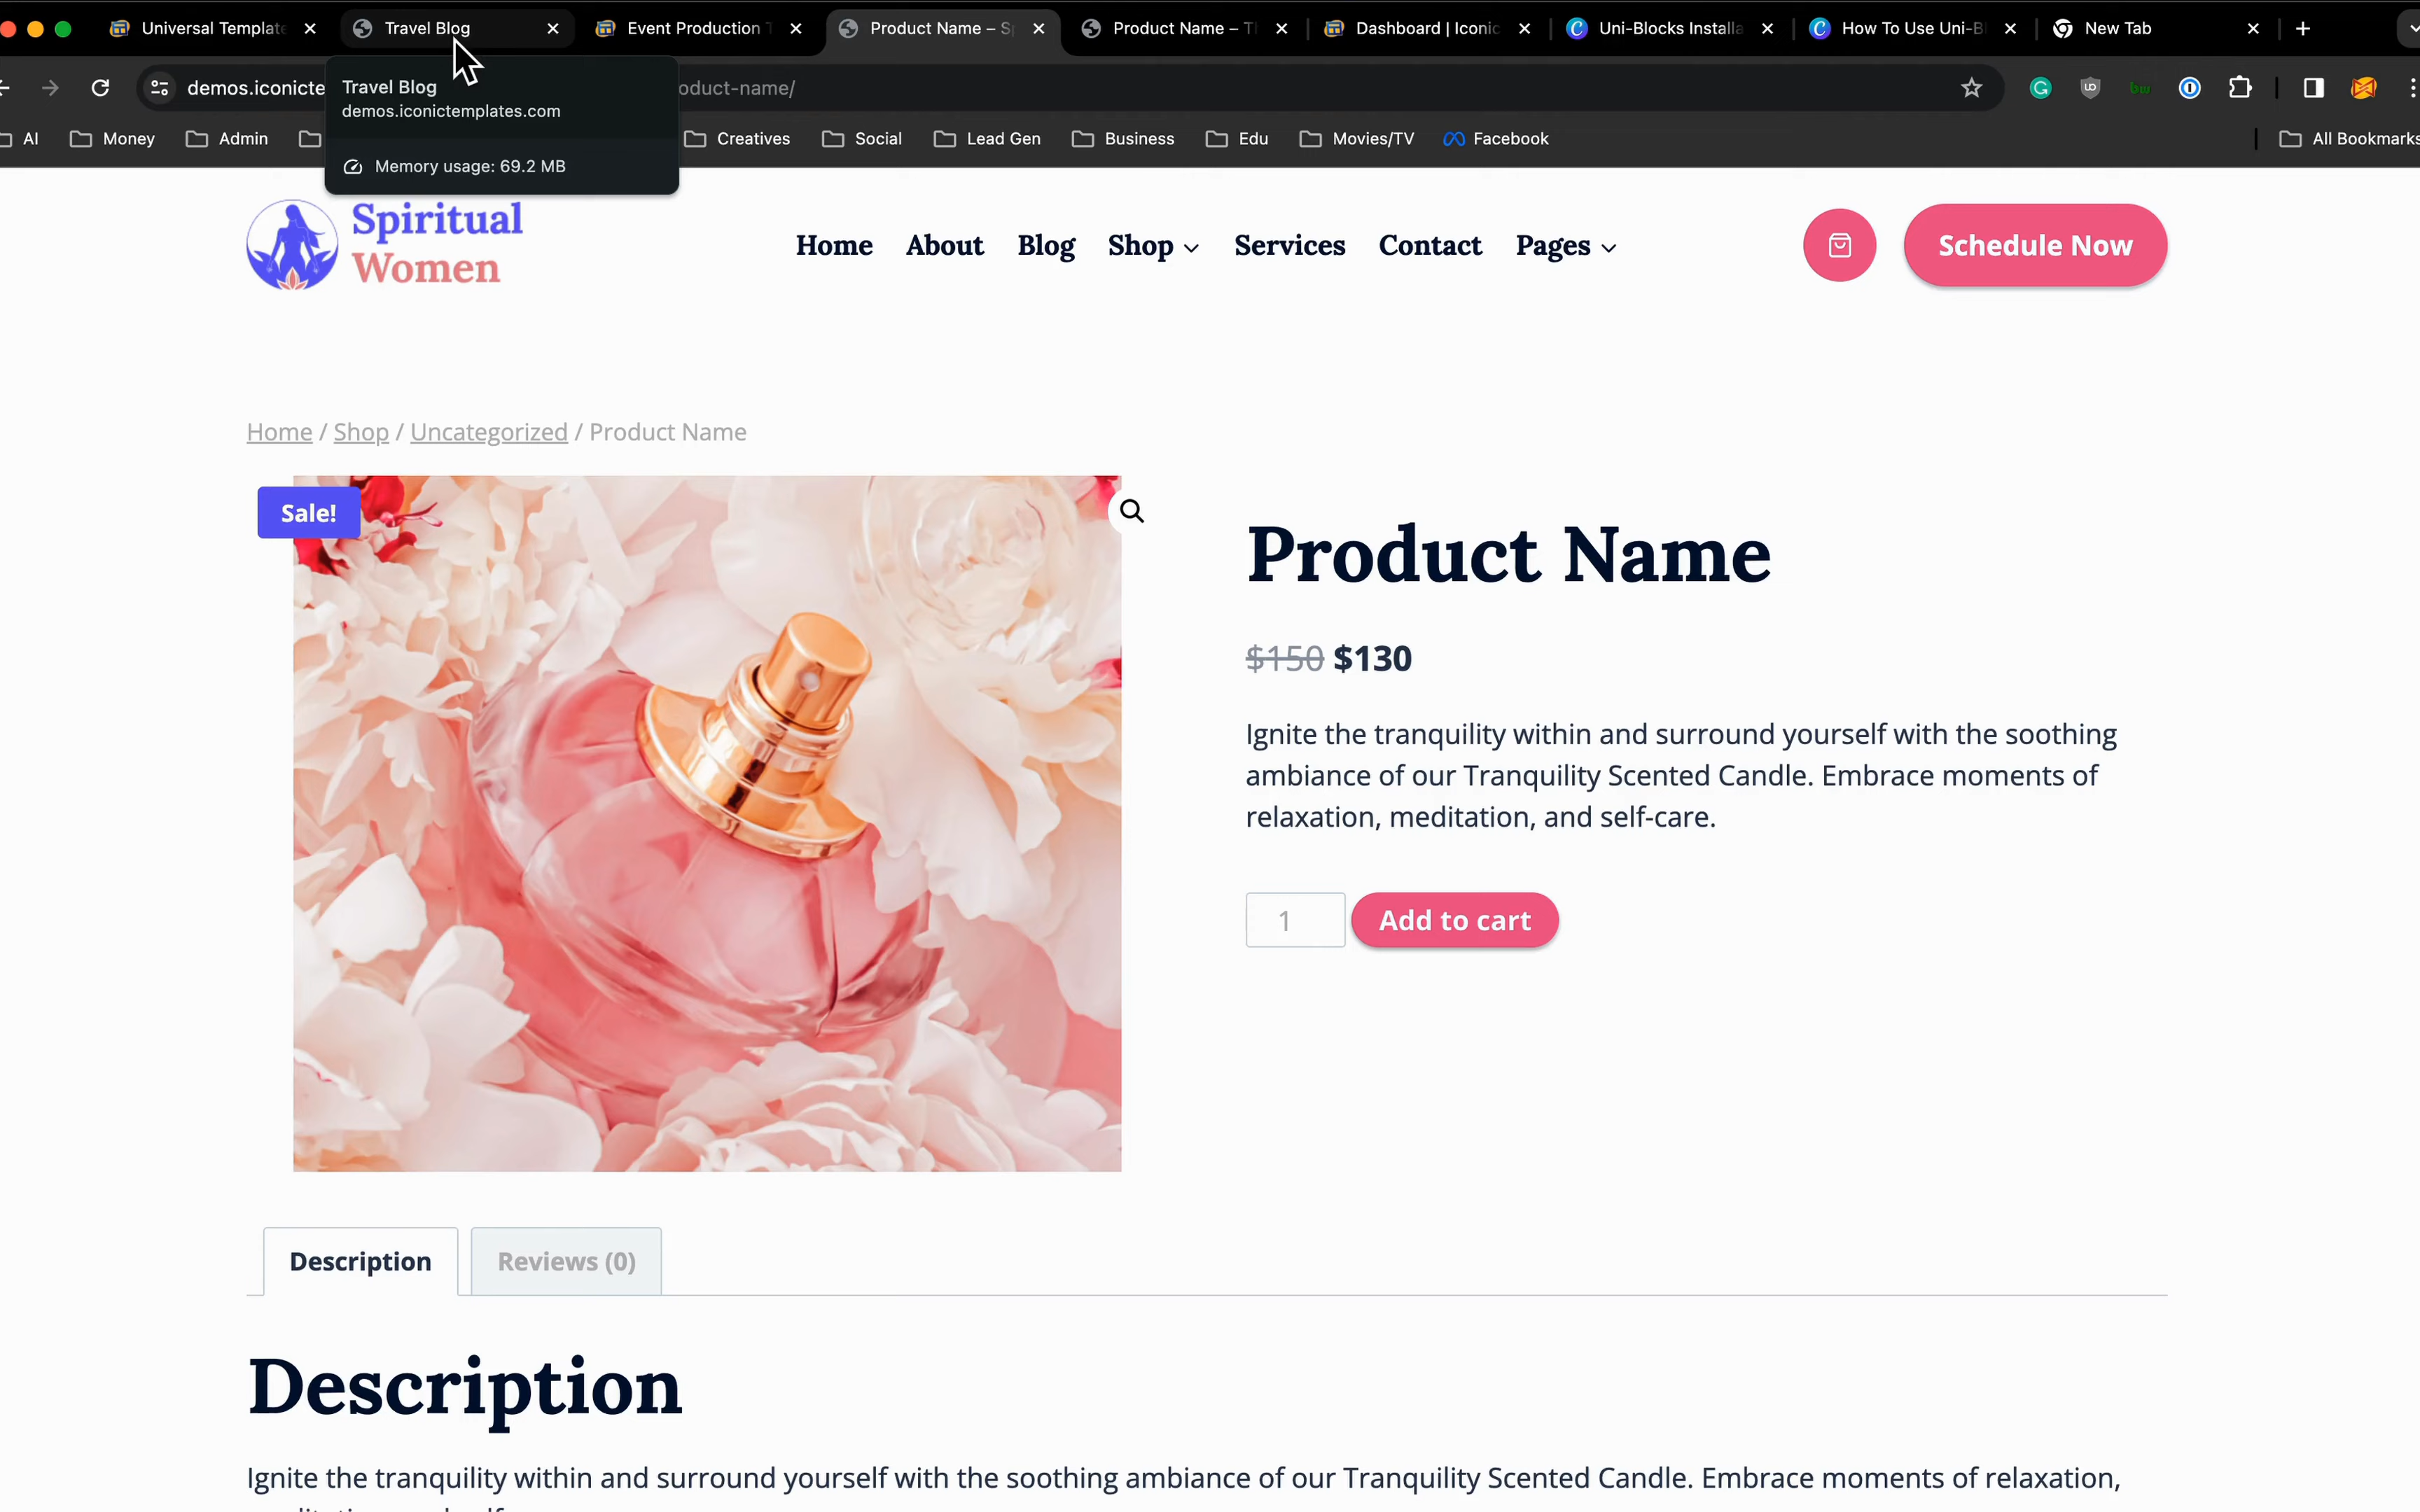 Universal Template
Travel Blog
Event Production T
Product Name – Sp
Product Name – Th
Dashboard | Iconic
Uni-Blocks Installa
How To Use Uni-Bl
New Tab
demos.iconicte
oduct-name/
Travel Blog
demos.iconictemplates.com
Memory usage: 69.2 MB
AI
Money
Admin
Creatives
Social
Lead Gen
Business
Edu
Movies/TV
Facebook
All Bookmarks
Spiritual
Women
Home
About
Blog
Shop
Services
Contact
Pages
Schedule Now
Home / Shop / Uncategorized / Product Name
Sale!
Product Name
$150 $130
Ignite the tranquility within and surround yourself with the soothing
ambiance of our Tranquility Scented Candle. Embrace moments of
relaxation, meditation, and self-care.
1
Add to cart
Description
Reviews (0)
Description
Ignite the tranquility within and surround yourself with the soothing ambiance of our Tranquility Scented Candle. Embrace moments of relaxation,